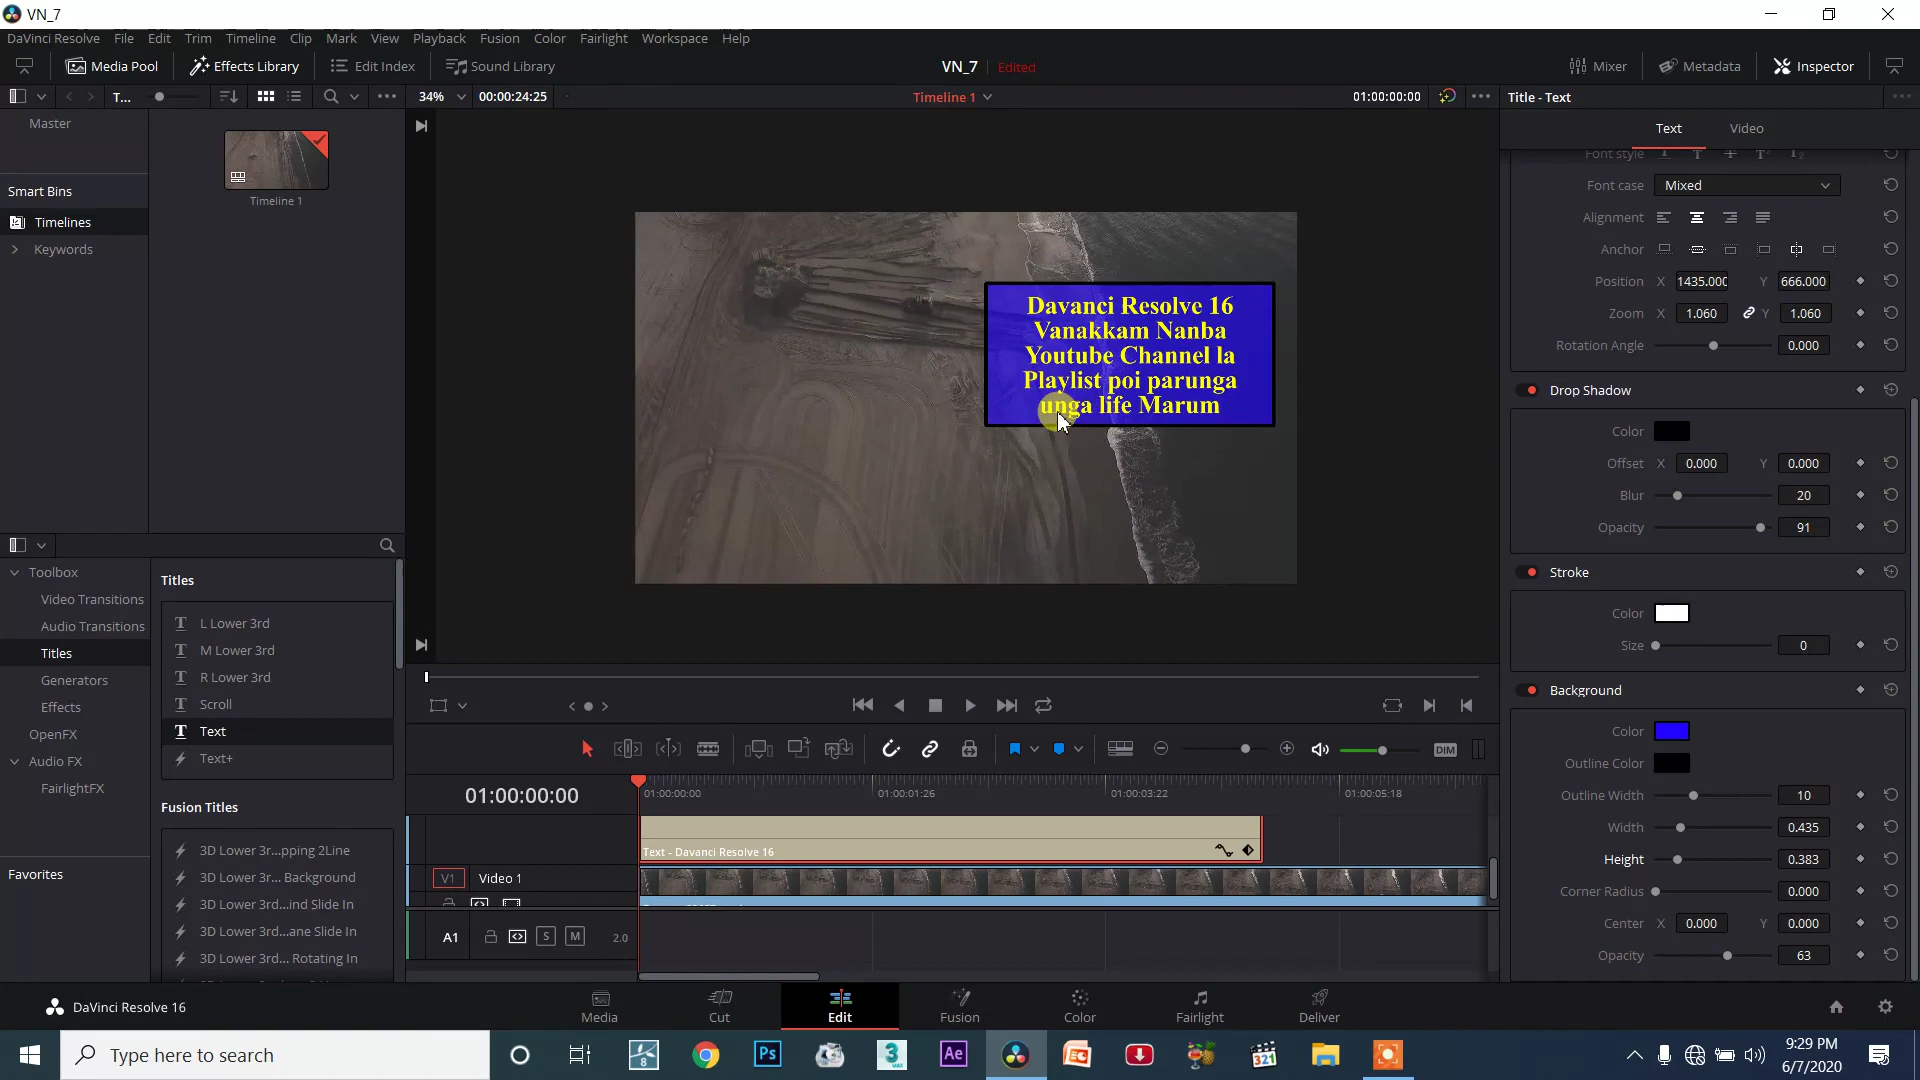 VN_7
DaVinci Resolve File Edit Trim Timeline Clip Mark View Playback Fusion Color Fairlight Workspace Help
Media Pool Effects Library Edit Index Sound Library VN_7 Edited Mixer Metadata Inspector
T... 34% 00:00:24:25 Timeline 1 01:00:00:00 Title - Text
Master
Timeline 1
Smart Bins
Timelines
Keywords
Davanci Resolve 16
Vanakkam Nanba
Youtube Channel la
Playlist poi parunga
unga life Marum
Text Video
Font style
Font case Mixed
Alignment
Anchor
Position X 1435.000 Y 666.000
Zoom X 1.060 Y 1.060
Rotation Angle 0.000
Drop Shadow
Color
Offset X 0.000 Y 0.000
Blur 20
Opacity 91
Stroke
Color
Size 0
Background
Color
Outline Color
Outline Width 10
Width 0.435
Height 0.383
Corner Radius 0.000
Center X 0.000 Y 0.000
Opacity 63
Toolbox
Video Transitions
Audio Transitions
Titles
Generators
Effects
OpenFX
Audio FX
FairlightFX
Favorites
Titles
L Lower 3rd
M Lower 3rd
R Lower 3rd
Scroll
Text
Text+
Fusion Titles
3D Lower 3r...pping 2Line
3D Lower 3r... Background
3D Lower 3rd...ind Slide In
3D Lower 3rd...ane Slide In
3D Lower 3rd... Rotating In
DIM
01:00:00:00 01:00:00:00 01:00:01:26 01:00:03:22 01:00:05:18
Text - Davanci Resolve 16
V1 Video 1
A1 S M 2.0
DaVinci Resolve 16 Media Cut Edit Fusion Color Fairlight Deliver
Type here to search
8
Ps
3
MAX
Ae
321
9:29 PM
6/7/2020